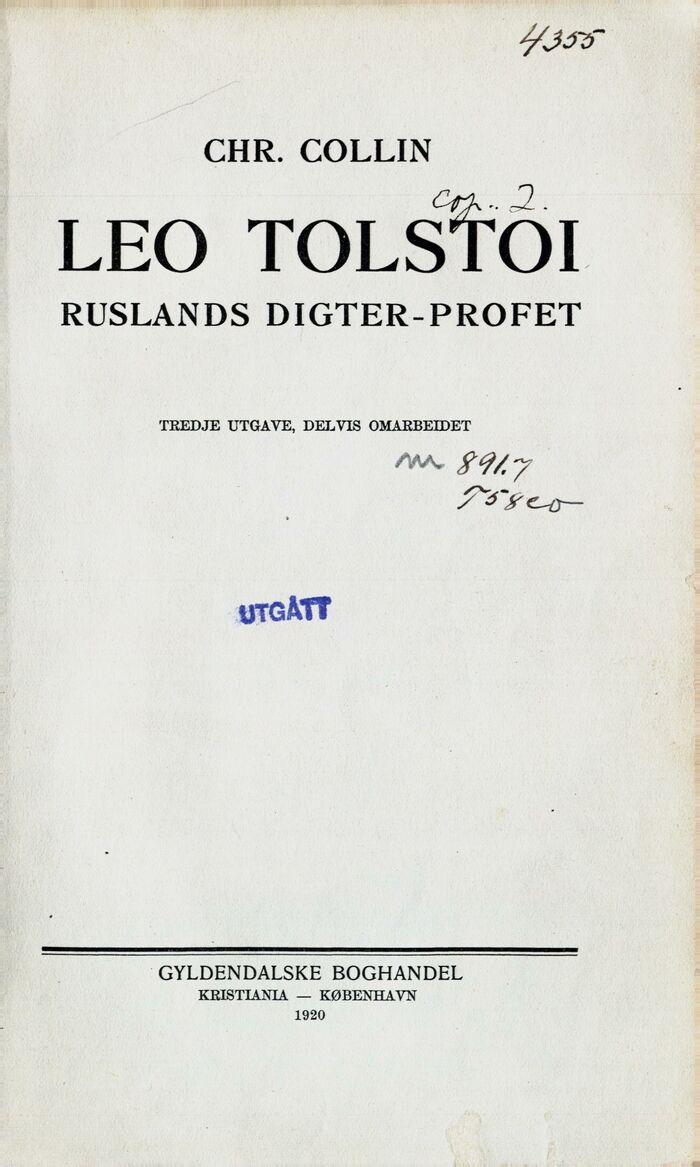 4355
CHR. COLLIN
cop.. 2.
LEO TOLSTOI
RUSLANDS DIGTER-PROFET
TREDJE UTGAVE, DELVIS OMARBEIDET
m 891.7
T58co
UTGÅTT
GYLDENDALSKE BOGHANDEL
KRISTIANIA — KØBENHAVN
1920